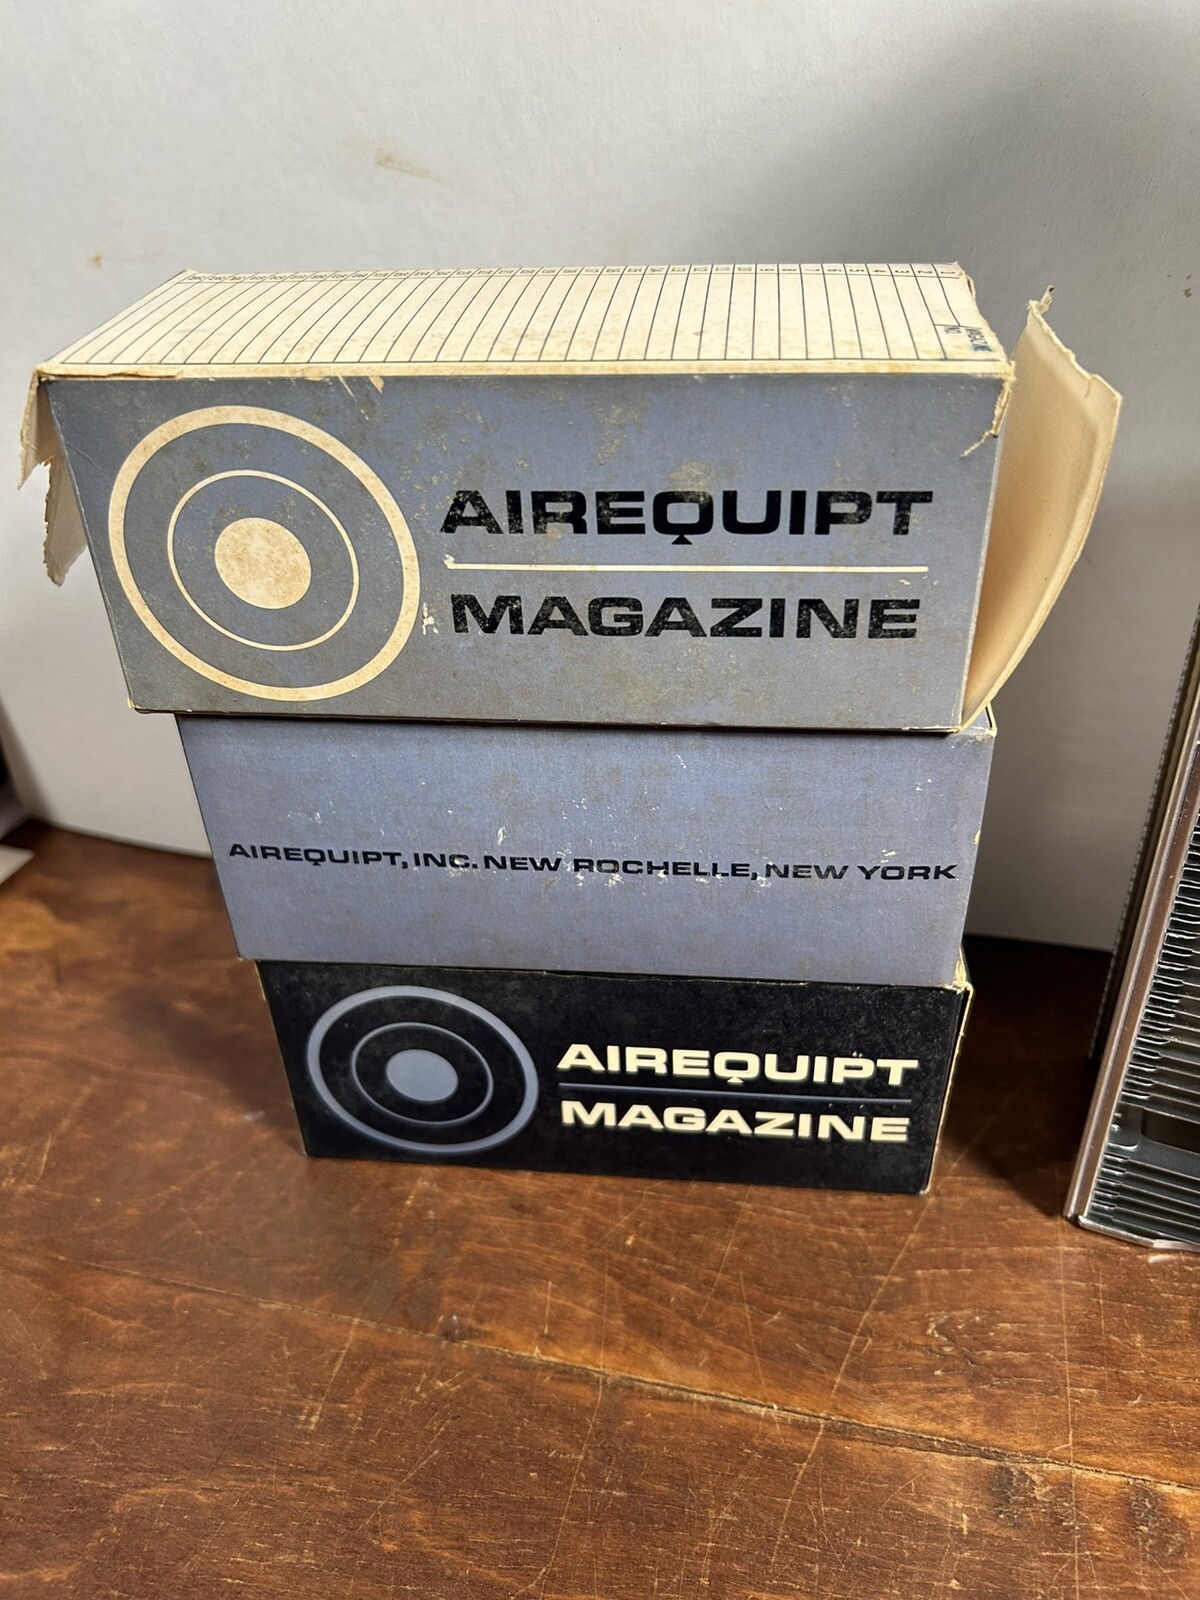 AIREQUIPT
MAGAZINE
AIREQUIPT, INC. NEW ROCHELLE, NEW YORK
AIREQUIPT
MAGAZINE